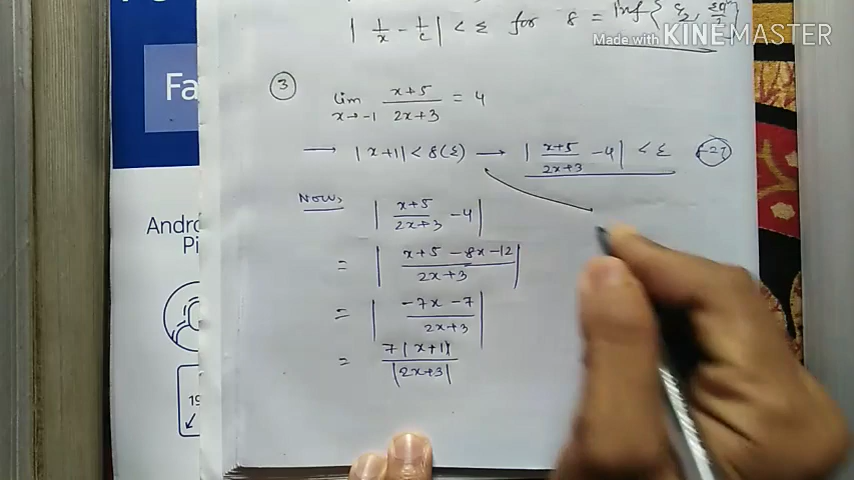 | 1/x - 1/c | < ε for δ = Inf { c/2,
Made with KINEMASTER
Fa
③
lim x→-1 x+5/2x+3 = 4
→ |x+1| < δ(ε) → | x+5/2x+3 - 4 | < ε
Now,
| x+5/2x+3 - 4 |
= | x+5-8x-12/2x+3 |
= | -7x-7/2x+3 |
= 7|x+1|/|2x+3|
Andro
Pi
19